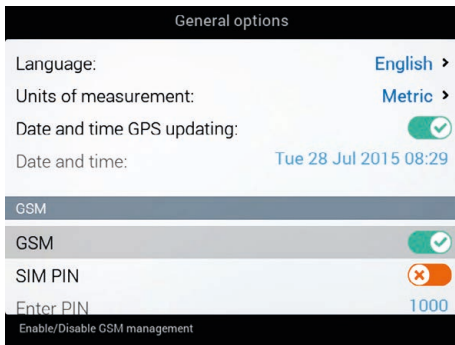 General options
Language: English >
Units of measurement: Metric >
Date and time GPS updating:
Date and time: Tue 28 Jul 2015 08:29
GSM
GSM
SIM PIN
Enter PIN 1000
Enable/Disable GSM management